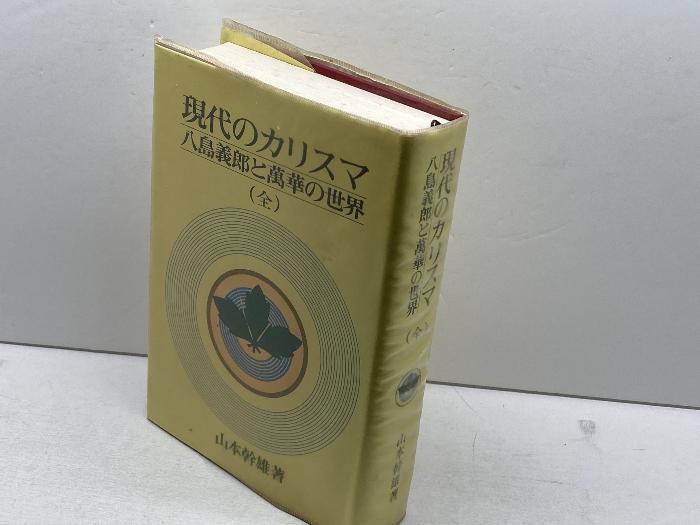 現代のカリスマ
八島義郎と萬華の世界
(全)
山本幹雄著
現代のカリスマ
八島義郎と萬華の世界
(全)
山本幹雄著